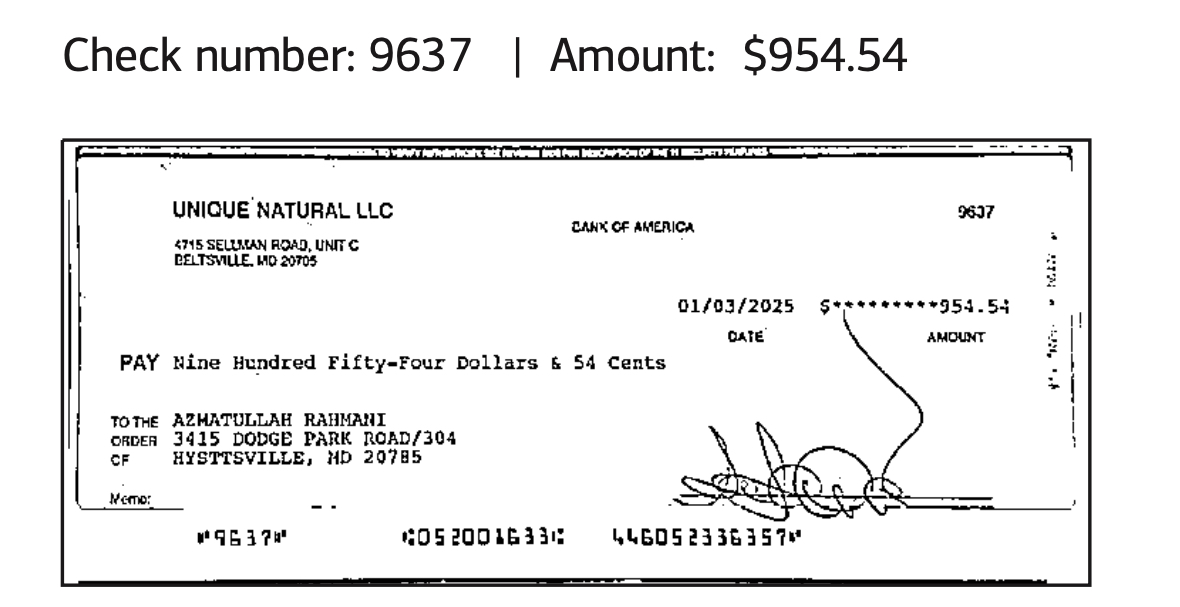 Check number: 9637 | Amount: $954.54
UNIQUE NATURAL LLC
BANK OF AMERICA
9637
4715 SELLMAN ROAD, UNIT C
BELTSVILLE, MD 20705
01/03/2025 $*********954.54
DATE AMOUNT
PAY Nine Hundred Fifty-Four Dollars & 54 Cents
TO THE AZMATULLAH RAHMANI
ORDER 3415 DODGE PARK ROAD/304
OF HYSTTSVILLE, MD 20785
Memo:
⑈9637⑈ ⑆052001633⑆ 446052336357⑈